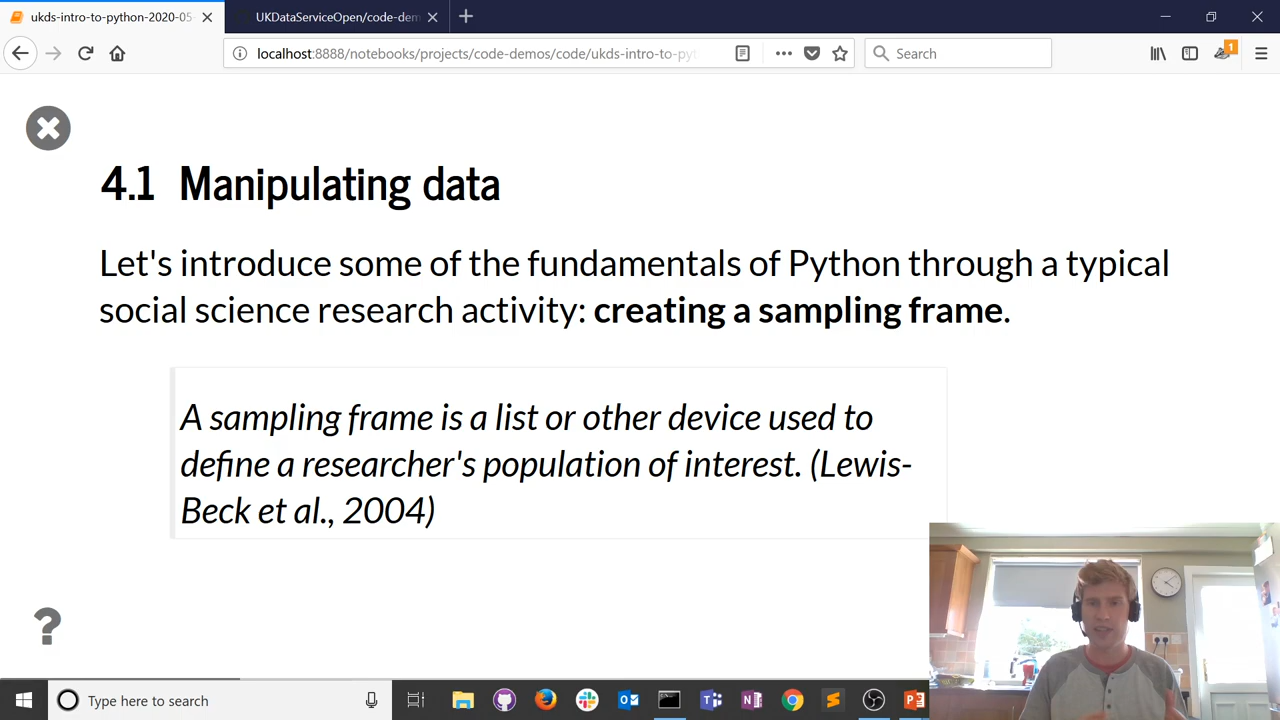 ukds-intro-to-python-2020-05-
UKDataServiceOpen/code-dem
localhost:8888/notebooks/projects/code-demos/code/ukds-intro-to-pyt
Search
1
4.1 Manipulating data
Let's introduce some of the fundamentals of Python through a typical
social science research activity: creating a sampling frame.
A sampling frame is a list or other device used to
define a researcher's population of interest. (Lewis-
Beck et al., 2004)
?
Type here to search